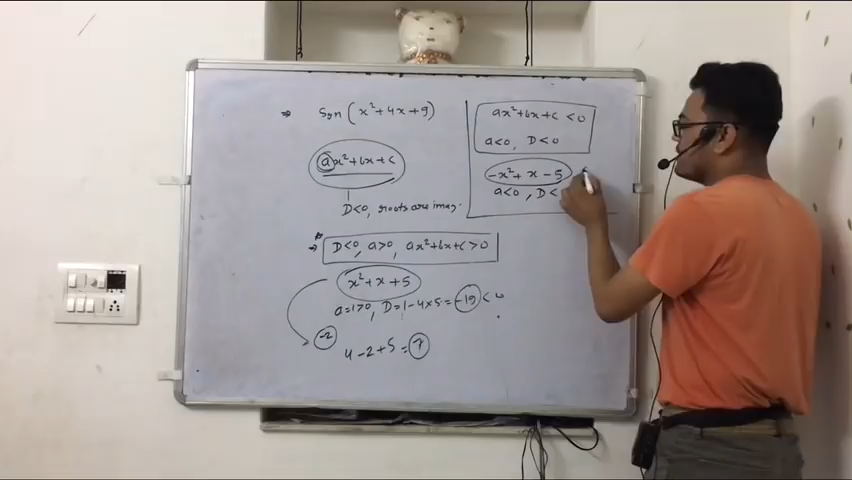 ⇒ Sgn (x²+4x+9)
ax²+bx+c
D<0, roots are imag.
* ⇒ D<0, a>0, ax²+bx+c>0
x²+x+5
a=1>0, D=1-4×5=-19<0
-2
4-2+5=7
ax²+bx+c<0
a<0, D<0
-x²+x-5
a<0, D<